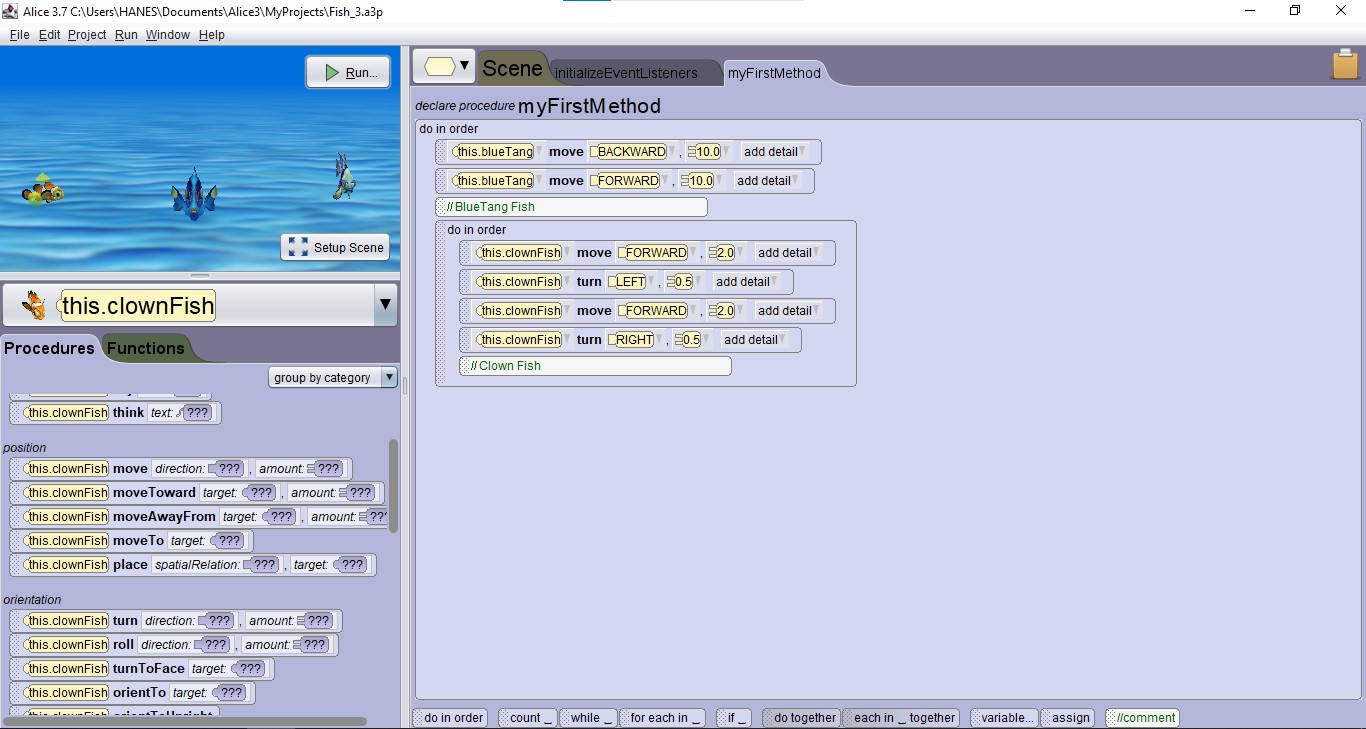 Alice 3.7 C:\Users\HANES\Documents\Alice3\MyProjects\Fish_3.a3p
File Edit Project Run Window Help
Run...
Setup Scene
this.clownFish
Procedures Functions
group by category
this.clownFish think text: ???
position
this.clownFish move direction: ??? , amount: ???
this.clownFish moveToward target: ??? , amount: ???
this.clownFish moveAwayFrom target: ??? , amount: ???
this.clownFish moveTo target: ???
this.clownFish place spatialRelation: ??? , target: ???
orientation
this.clownFish turn direction: ??? , amount: ???
this.clownFish roll direction: ??? , amount: ???
this.clownFish turnToFace target: ???
this.clownFish orientTo target: ???
this.clownFish orientToUpright
Scene initializeEventListeners myFirstMethod
declare procedure myFirstMethod
do in order
this.blueTang move BACKWARD , 10.0 add detail
this.blueTang move FORWARD , 10.0 add detail
//BlueTang Fish
do in order
this.clownFish move FORWARD , 2.0 add detail
this.clownFish turn LEFT , 0.5 add detail
this.clownFish move FORWARD , 2.0 add detail
this.clownFish turn RIGHT , 0.5 add detail
//Clown Fish
do in order count _ while _ for each in _ if _ do together each in _ together variable... assign //comment